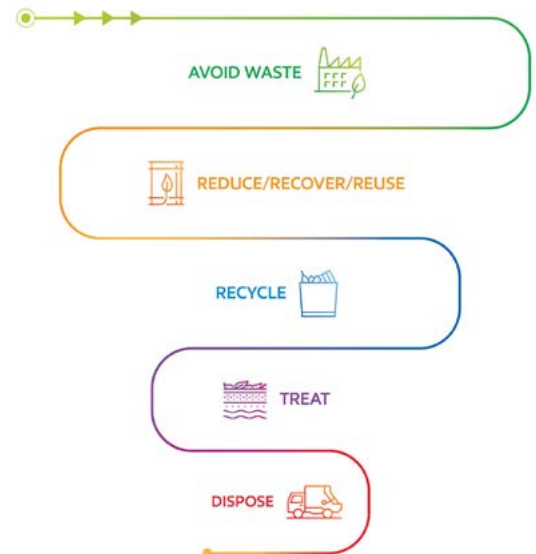 AVOID WASTE
REDUCE/RECOVER/REUSE
RECYCLE
TREAT
DISPOSE